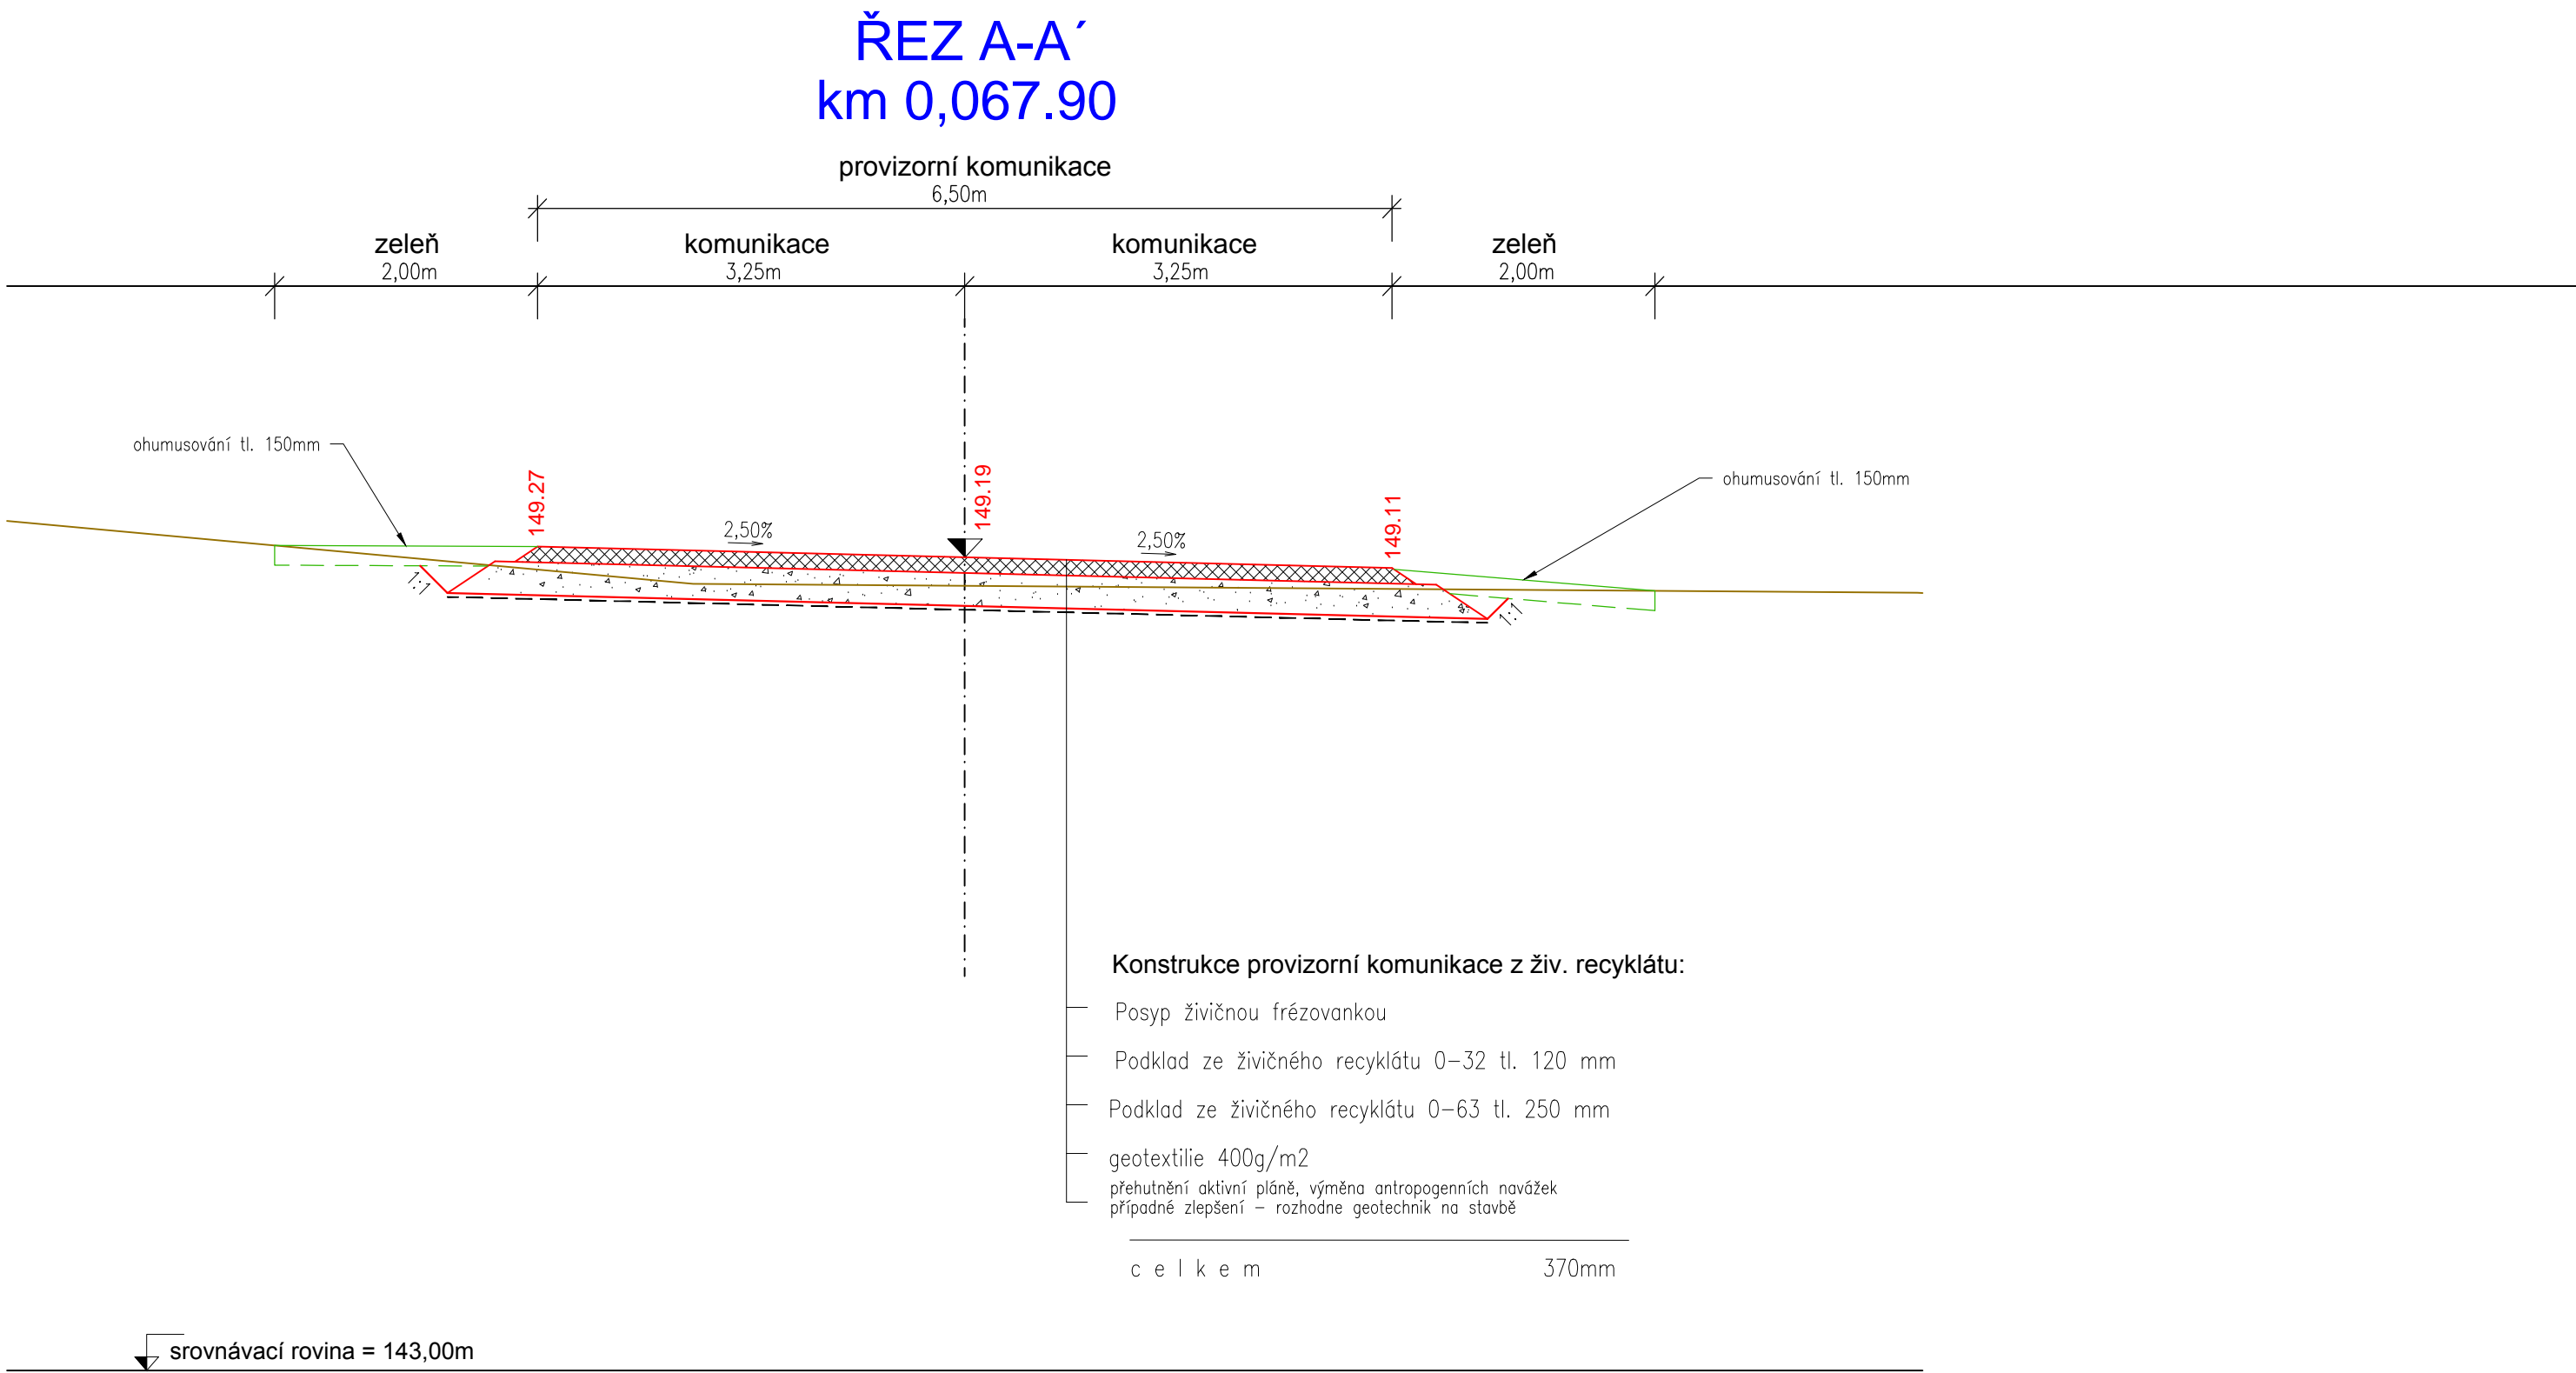 ŘEZ A-A´
km 0,067.90
provizorní komunikace
6,50m
zeleň
komunikace
komunikace
zeleň
2,00m
3,25m
3,25m
2,00m
ohumusování tl. 150mm
149.27
149.19
149.11
ohumusování tl. 150mm
2,50%
2,50%
1:1
1:1
Konstrukce provizorní komunikace z živ. recyklátu:
Posyp živičnou frézovankou
Podklad ze živičného recyklátu 0-32 tl. 120 mm
Podklad ze živičného recyklátu 0-63 tl. 250 mm
geotextilie 400g/m2
přehutnění aktivní pláně, výměna antropogenních navážek
případné zlepšení - rozhodne geotechnik na stavbě
c e l k e m 370mm
srovnávací rovina = 143,00m